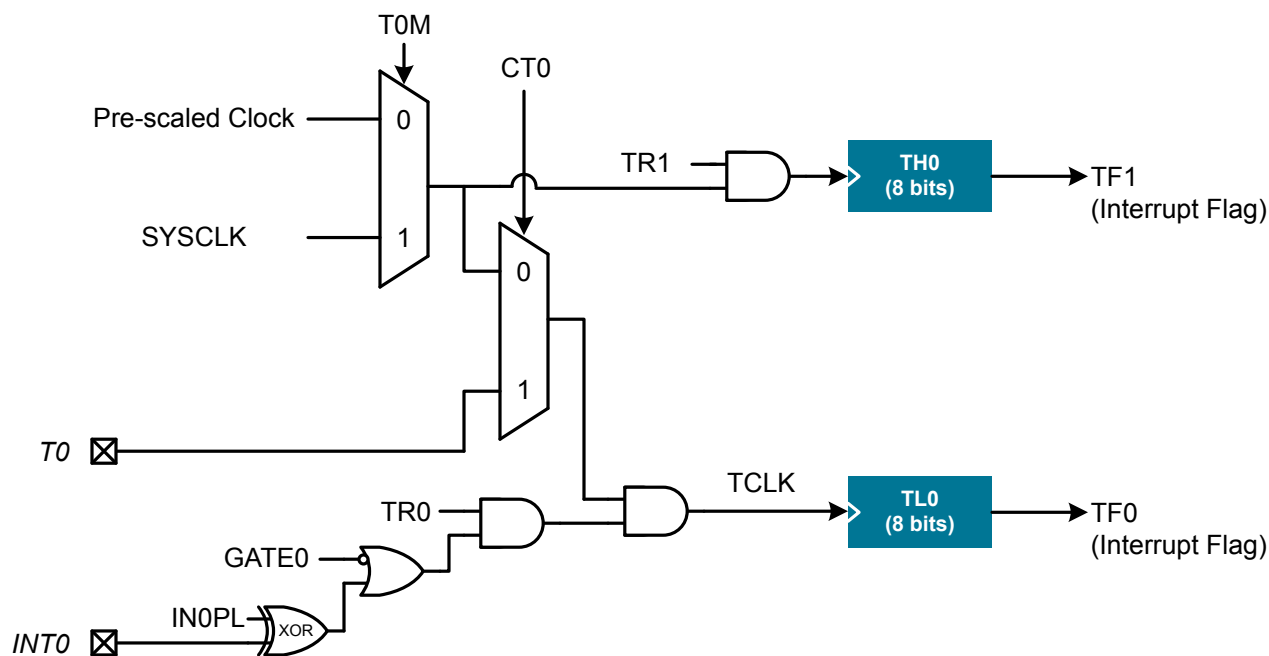 T0M
CT0
Pre-scaled Clock
0
TR1
TH0
(8 bits)
TF1
(Interrupt Flag)
SYSCLK
1
0
1
T0
TR0
TCLK
TL0
(8 bits)
TF0
(Interrupt Flag)
GATE0
IN0PL
XOR
INT0